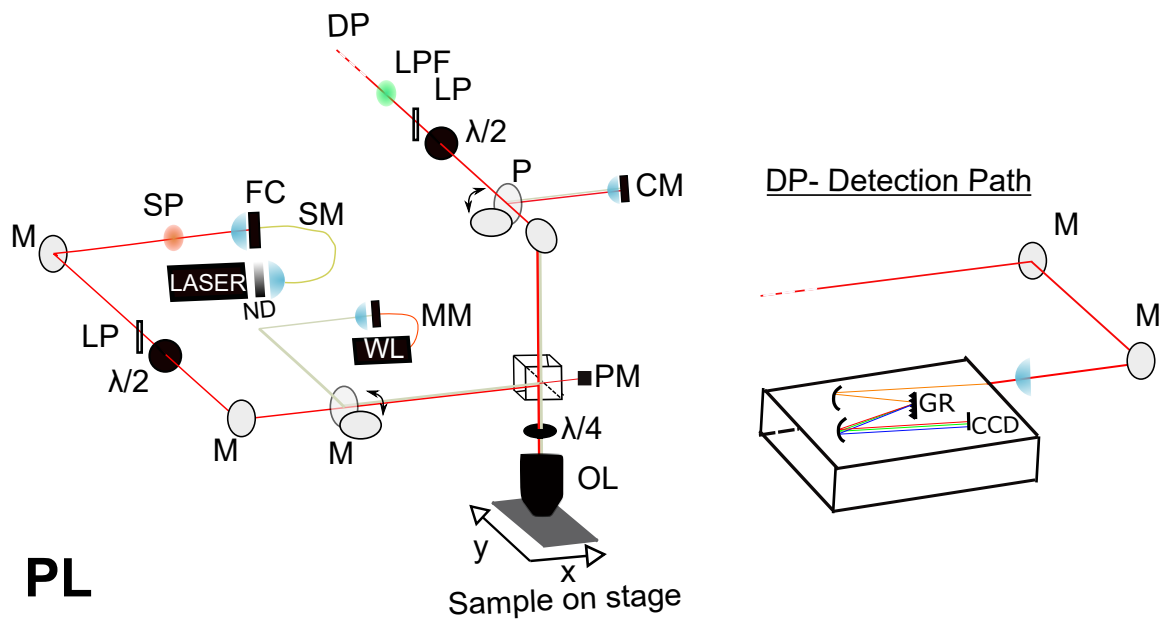 DP
LPF
LP
λ/2
P
CM
DP- Detection Path
SP
FC
SM
M
LASER
ND
MM
WL
LP
λ/2
M
M
PM
λ/4
OL
y
x
Sample on stage
PL
M
M
GR
CCD